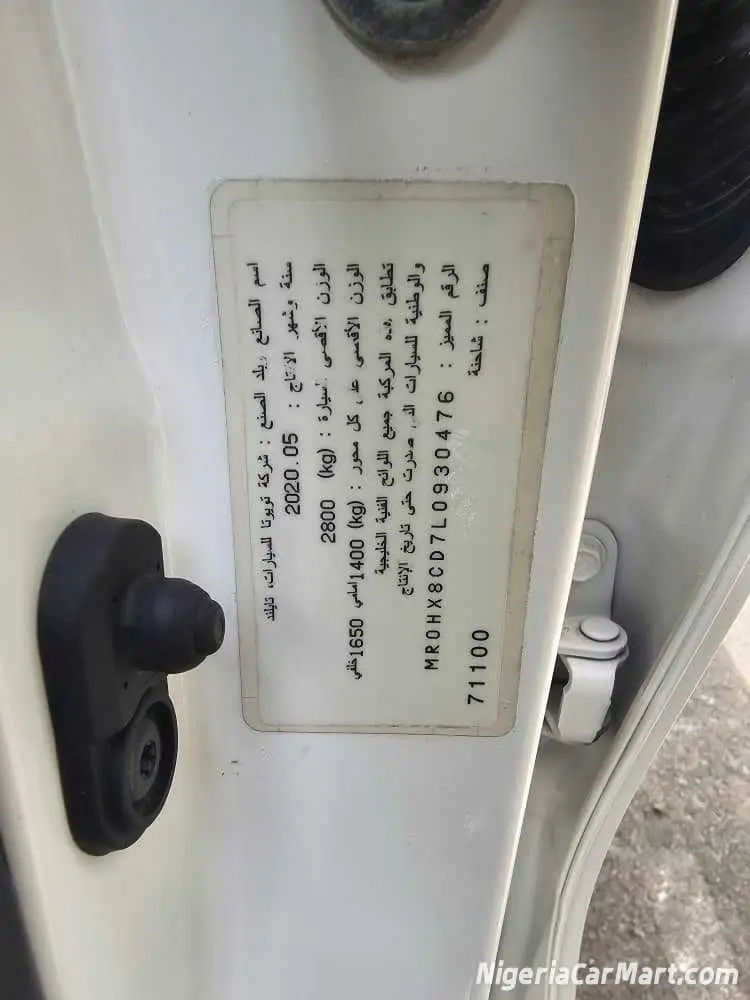 اسم الصانع وبلد الصنع : شركة تويوتا للسيارات، تايلند
سنة وشهر الإنتاج : 2020.05
الوزن الأقصى للسيارة : (kg) 2800
الوزن الأقصى على كل محور : (kg) 1400 أمامي 1650 خلفي
تطابق هذه المركبة جميع اللوائح الفنية الخليجية
والوطنية للسيارات التي صدرت حتى تاريخ الإنتاج
الرقم المميز : MR0HX8CD7L0930476
صنف : شاحنة 71100
NigeriaCarMart.com